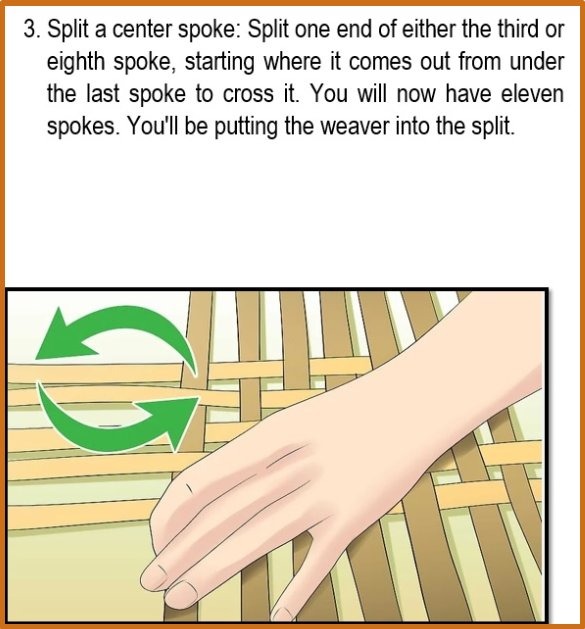 3. Split a center spoke: Split one end of either the third or
eighth spoke, starting where it comes out from under
the last spoke to cross it. You will now have eleven
spokes. You'll be putting the weaver into the split.